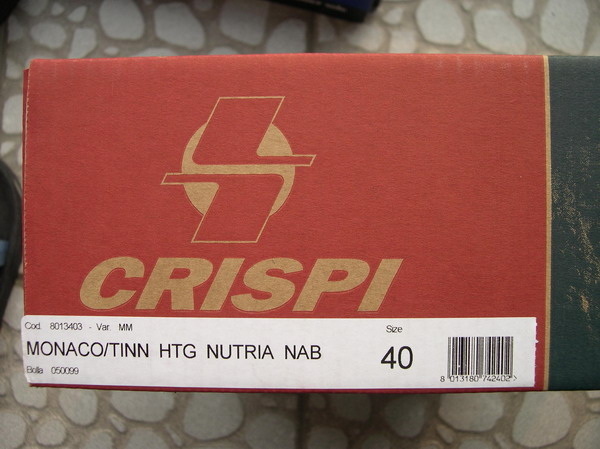 CRISPI
Cod. 8013403 - Var. MM
Size
MONACO/TINN HTG NUTRIA NAB
40
Bolla 050099
8 013180 742402 >